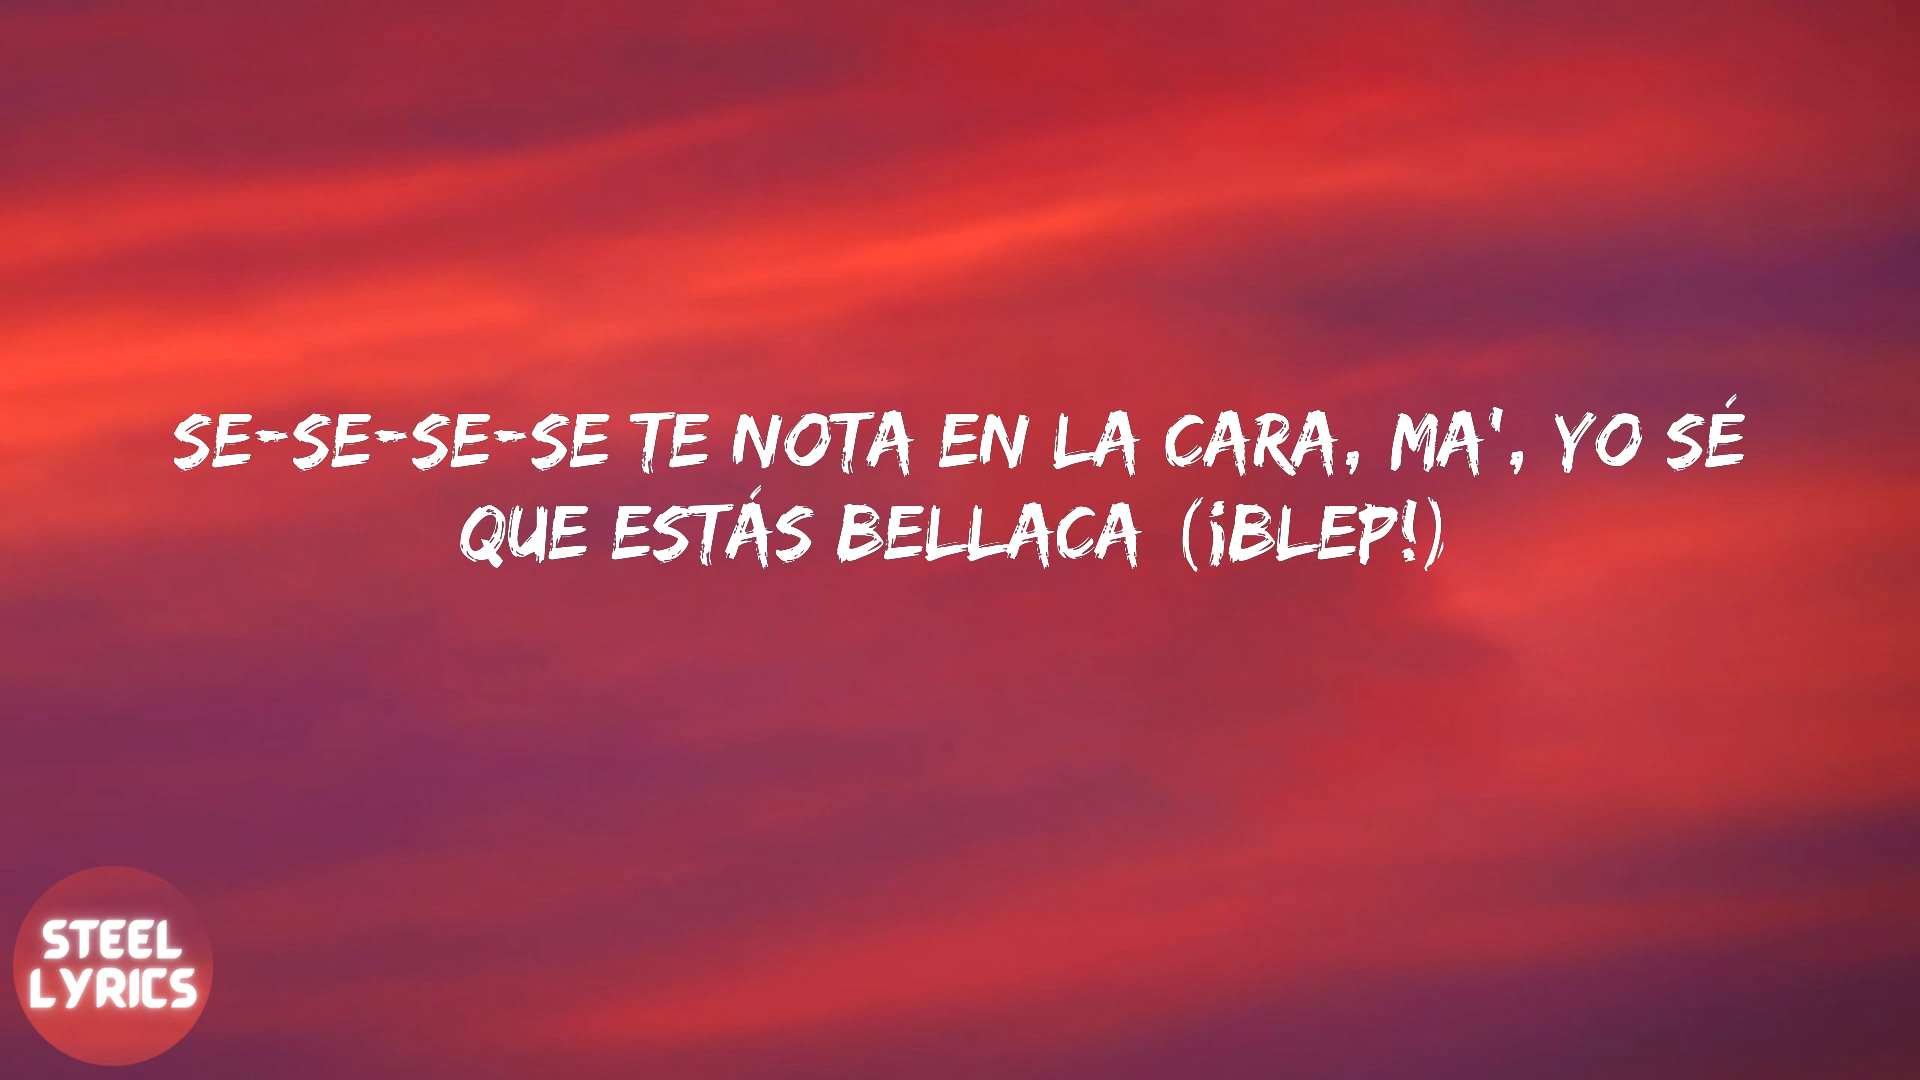 SE-SE-SE-SE TE NOTA EN LA CARA, MA', YO SÉ
QUE ESTÁS BELLACA (¡BLEP!)
STEEL
LYRICS